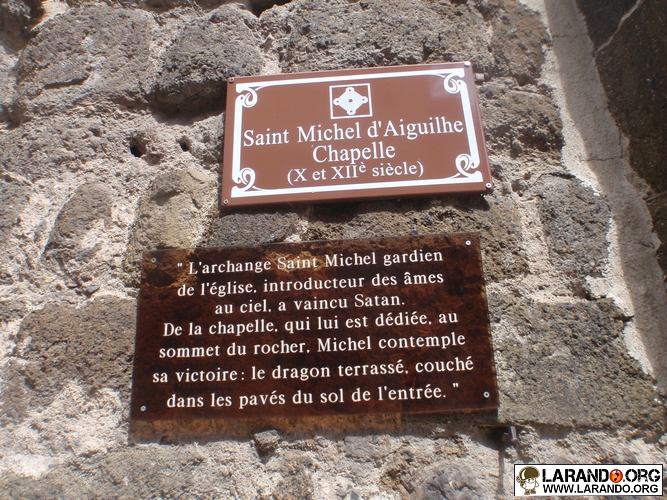 Saint Michel d'Aiguilhe
Chapelle
(X et XIIe siècle)
" L'archange Saint Michel gardien
de l'église, introducteur des âmes
au ciel, a vaincu Satan.
De la chapelle, qui lui est dédiée, au
sommet du rocher, Michel contemple
sa victoire : le dragon terrassé, couché
dans les pavés du sol de l'entrée. "
LARANDO.ORG
WWW.LARANDO.ORG